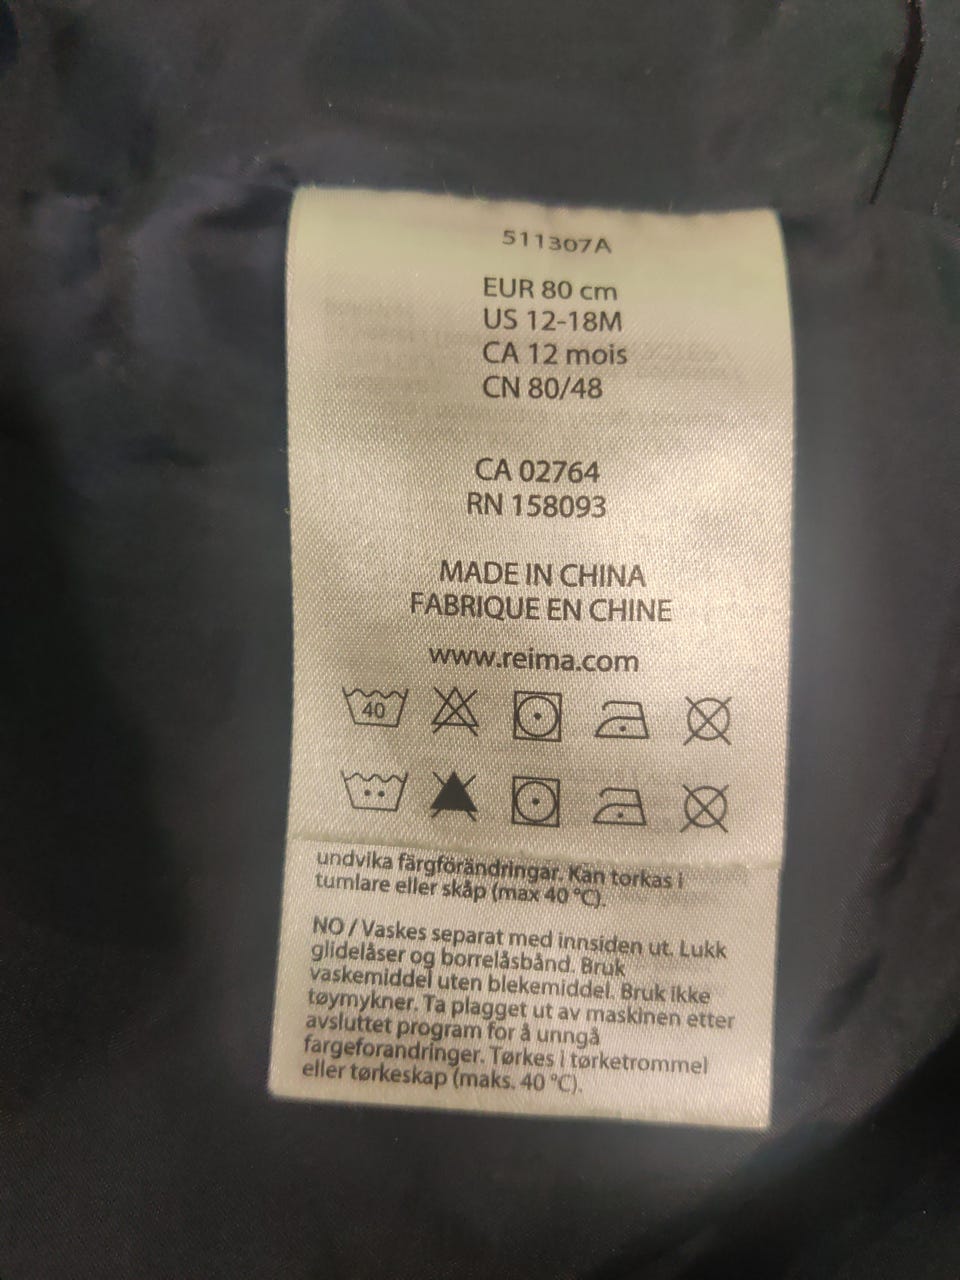 511307A
EUR 80 cm
US 12-18M
CA 12 mois
CN 80/48
CA 02764
RN 158093
MADE IN CHINA
FABRIQUE EN CHINE
www.reima.com
40
undvika färgförändringar. Kan torkas i
tumlare eller skåp (max 40 °C).
NO / Vaskes separat med innsiden ut. Lukk
glidelåser og borrelåsbånd. Bruk
vaskemiddel uten blekemiddel. Bruk ikke
tøymykner. Ta plagget ut av maskinen etter
avsluttet program for å unngå
fargeforandringer. Tørkes i tørketrommel
eller tørkeskap (maks. 40 °C).